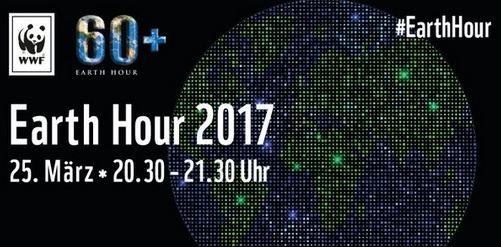 #EarthHour
60+
EARTH HOUR
WWF
Earth Hour 2017
25. März * 20.30 – 21.30 Uhr